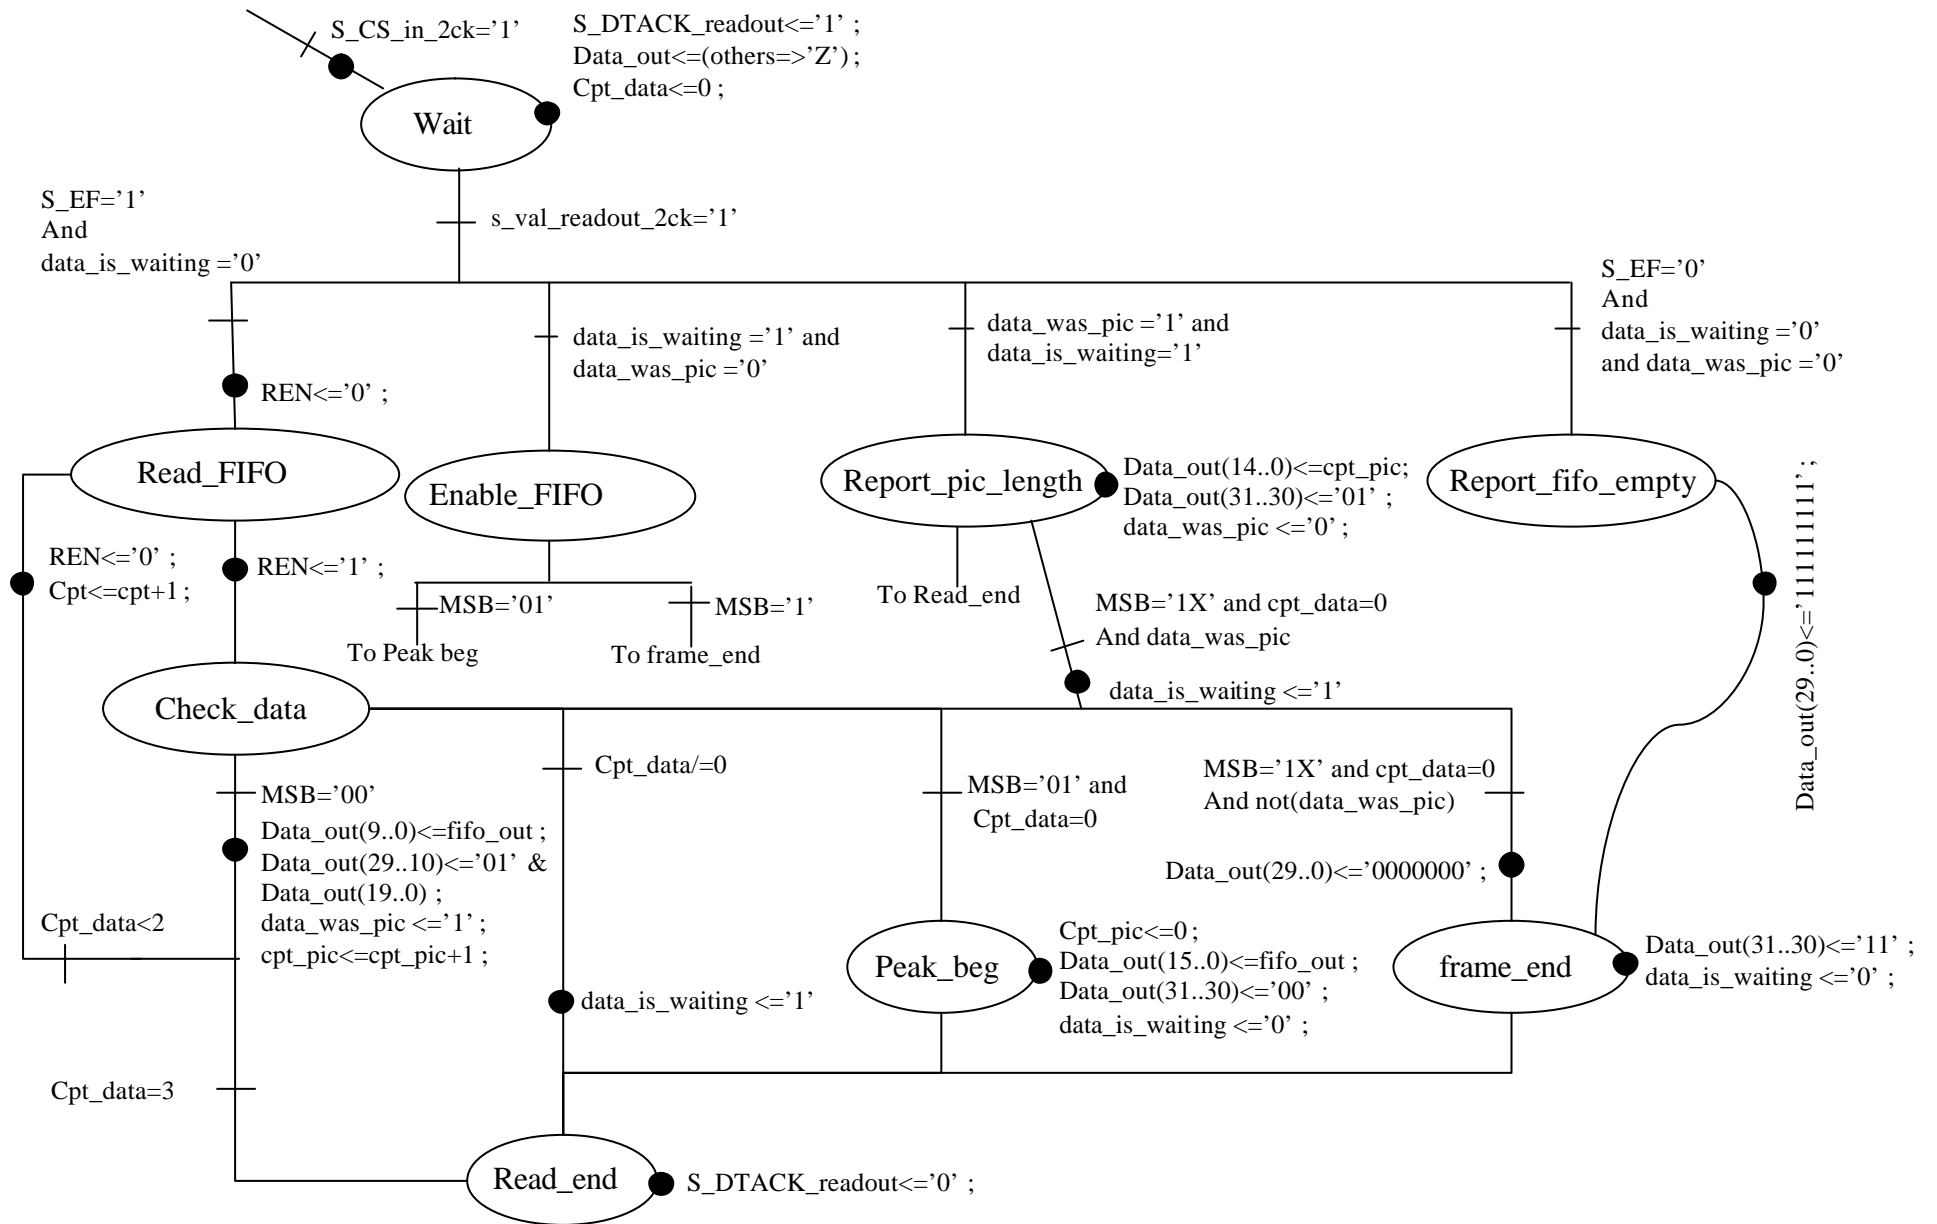 S_CS_in_2ck='1'
S_DTACK_readout<='1' ;
Data_out<=(others=>'Z') ;
Cpt_data<=0 ;
Wait
s_val_readout_2ck='1'
S_EF='1'
And
data_is_waiting ='0'
data_is_waiting ='1' and
data_was_pic ='0'
data_was_pic ='1' and
data_is_waiting='1'
S_EF='0'
And
data_is_waiting ='0'
and data_was_pic ='0'
REN<='0' ;
Read_FIFO
Enable_FIFO
Report_pic_length
Data_out(14..0)<=cpt_pic;
Data_out(31..30)<='01' ;
data_was_pic <='0' ;
Report_fifo_empty
Data_out(29..0)<='1111111111' ;
REN<='0' ;
Cpt<=cpt+1 ;
REN<='1' ;
MSB='01'
MSB='1'
To Peak beg
To frame_end
To Read_end
MSB='1X' and cpt_data=0
And data_was_pic
data_is_waiting <='1'
Check_data
MSB='00'
Data_out(9..0)<=fifo_out ;
Data_out(29..10)<='01' &
Data_out(19..0) ;
data_was_pic <='1' ;
cpt_pic<=cpt_pic+1 ;
Cpt_data/=0
MSB='01' and
Cpt_data=0
MSB='1X' and cpt_data=0
And not(data_was_pic)
Data_out(29..0)<='0000000' ;
Cpt_data<2
data_is_waiting <='1'
Peak_beg
Cpt_pic<=0 ;
Data_out(15..0)<=fifo_out ;
Data_out(31..30)<='00' ;
data_is_waiting <='0' ;
frame_end
Data_out(31..30)<='11' ;
data_is_waiting <='0' ;
Cpt_data=3
Read_end
S_DTACK_readout<='0' ;